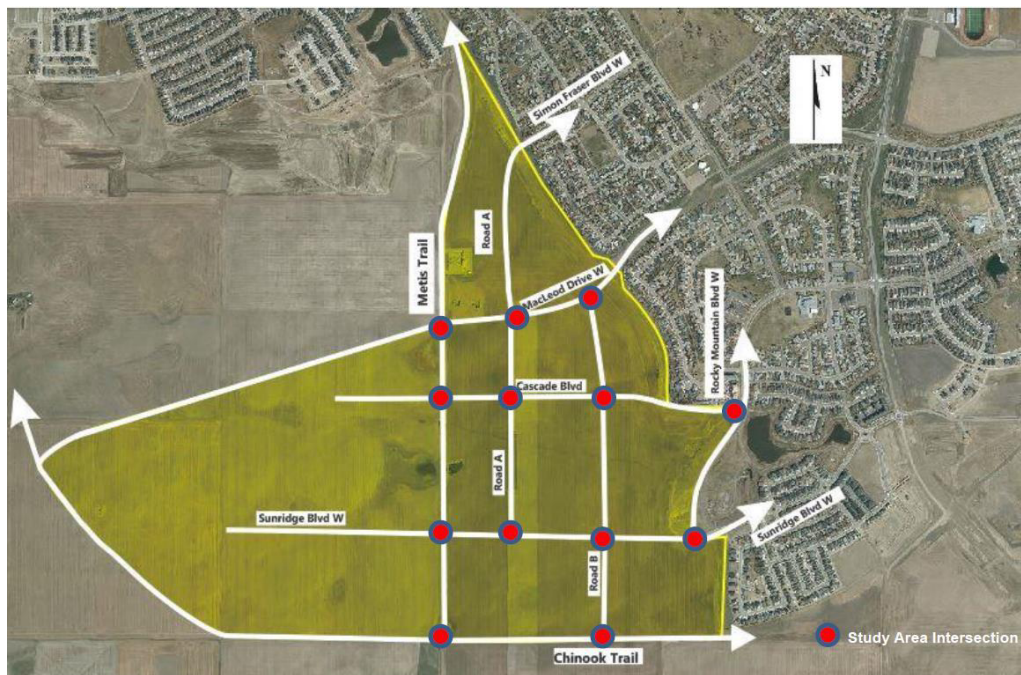 N
Simon Fraser Blvd W
Road A
Metis Trail
MacLeod Drive W
Rocky Mountain Blvd W
Cascade Blvd
Road A
Sunridge Blvd W
Sunridge Blvd W
Road B
Study Area Intersection
Chinook Trail